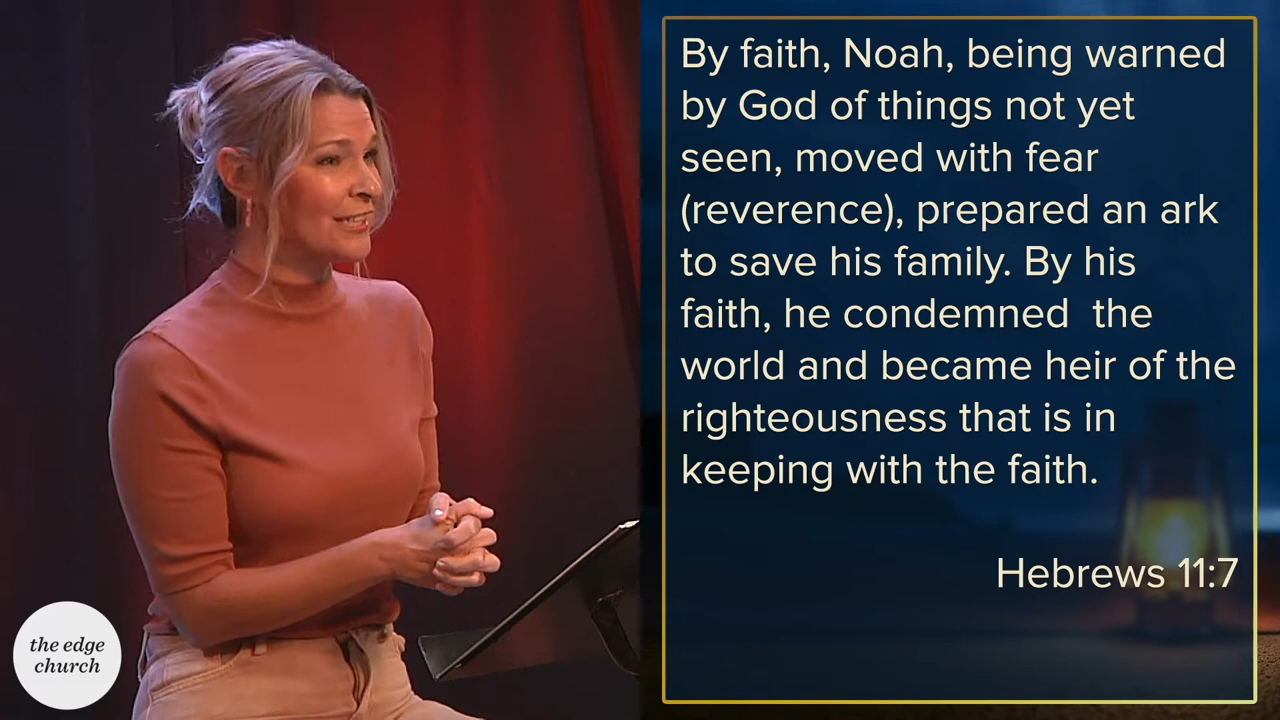 By faith, Noah, being warned
by God of things not yet
seen, moved with fear
(reverence), prepared an ark
to save his family. By his
faith, he condemned  the
world and became heir of the
righteousness that is in
keeping with the faith.
Hebrews 11:7
the edge
church